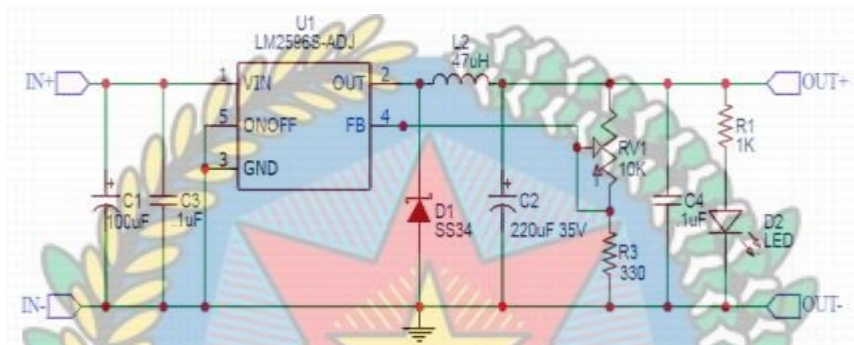 U1
LM2596S-ADJ
L2
47uH
IN+
1
VIN
OUT
2
OUT+
5
ONOFF
FB
4
R1
1K
3
GND
RV1
10K
C1
100uF
C3
.1uF
D1
SS34
C2
220uF 35V
C4
.1uF
D2
LED
R3
330
IN-
OUT-